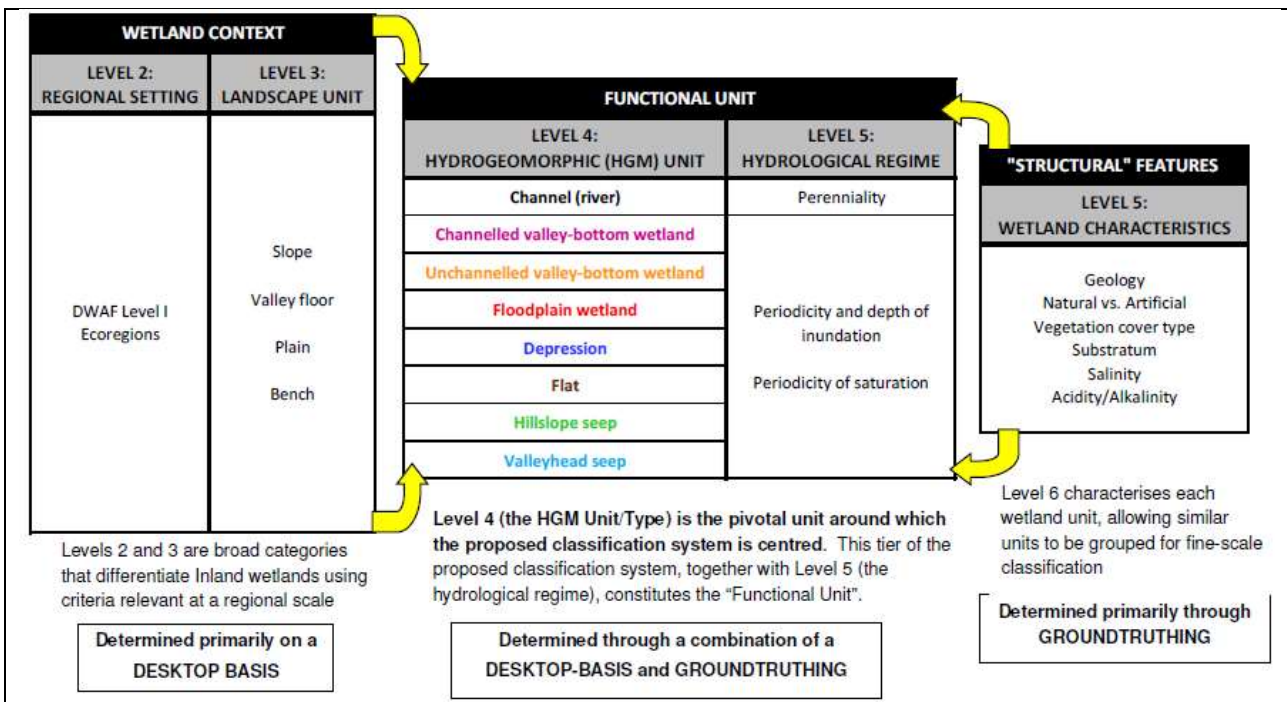 WETLAND CONTEXT
LEVEL 2:
REGIONAL SETTING
LEVEL 3:
LANDSCAPE UNIT
DWAF Level I
Ecoregions
Slope
Valley floor
Plain
Bench
Levels 2 and 3 are broad categories
that differentiate Inland wetlands using
criteria relevant at a regional scale
Determined primarily on a
DESKTOP BASIS
FUNCTIONAL UNIT
LEVEL 4:
HYDROGEOMORPHIC (HGM) UNIT
LEVEL 5:
HYDROLOGICAL REGIME
Channel (river)
Perenniality
Channelled valley-bottom wetland
Unchannelled valley-bottom wetland
Floodplain wetland
Depression
Flat
Hillslope seep
Valleyhead seep
Periodicity and depth of
inundation
Periodicity of saturation
Level 4 (the HGM Unit/Type) is the pivotal unit around which
the proposed classification system is centred. This tier of the
proposed classification system, together with Level 5 (the
hydrological regime), constitutes the “Functional Unit”.
Determined through a combination of a
DESKTOP-BASIS and GROUNDTRUTHING
"STRUCTURAL" FEATURES
LEVEL 5:
WETLAND CHARACTERISTICS
Geology
Natural vs. Artificial
Vegetation cover type
Substratum
Salinity
Acidity/Alkalinity
Level 6 characterises each
wetland unit, allowing similar
units to be grouped for fine-scale
classification
Determined primarily through
GROUNDTRUTHING